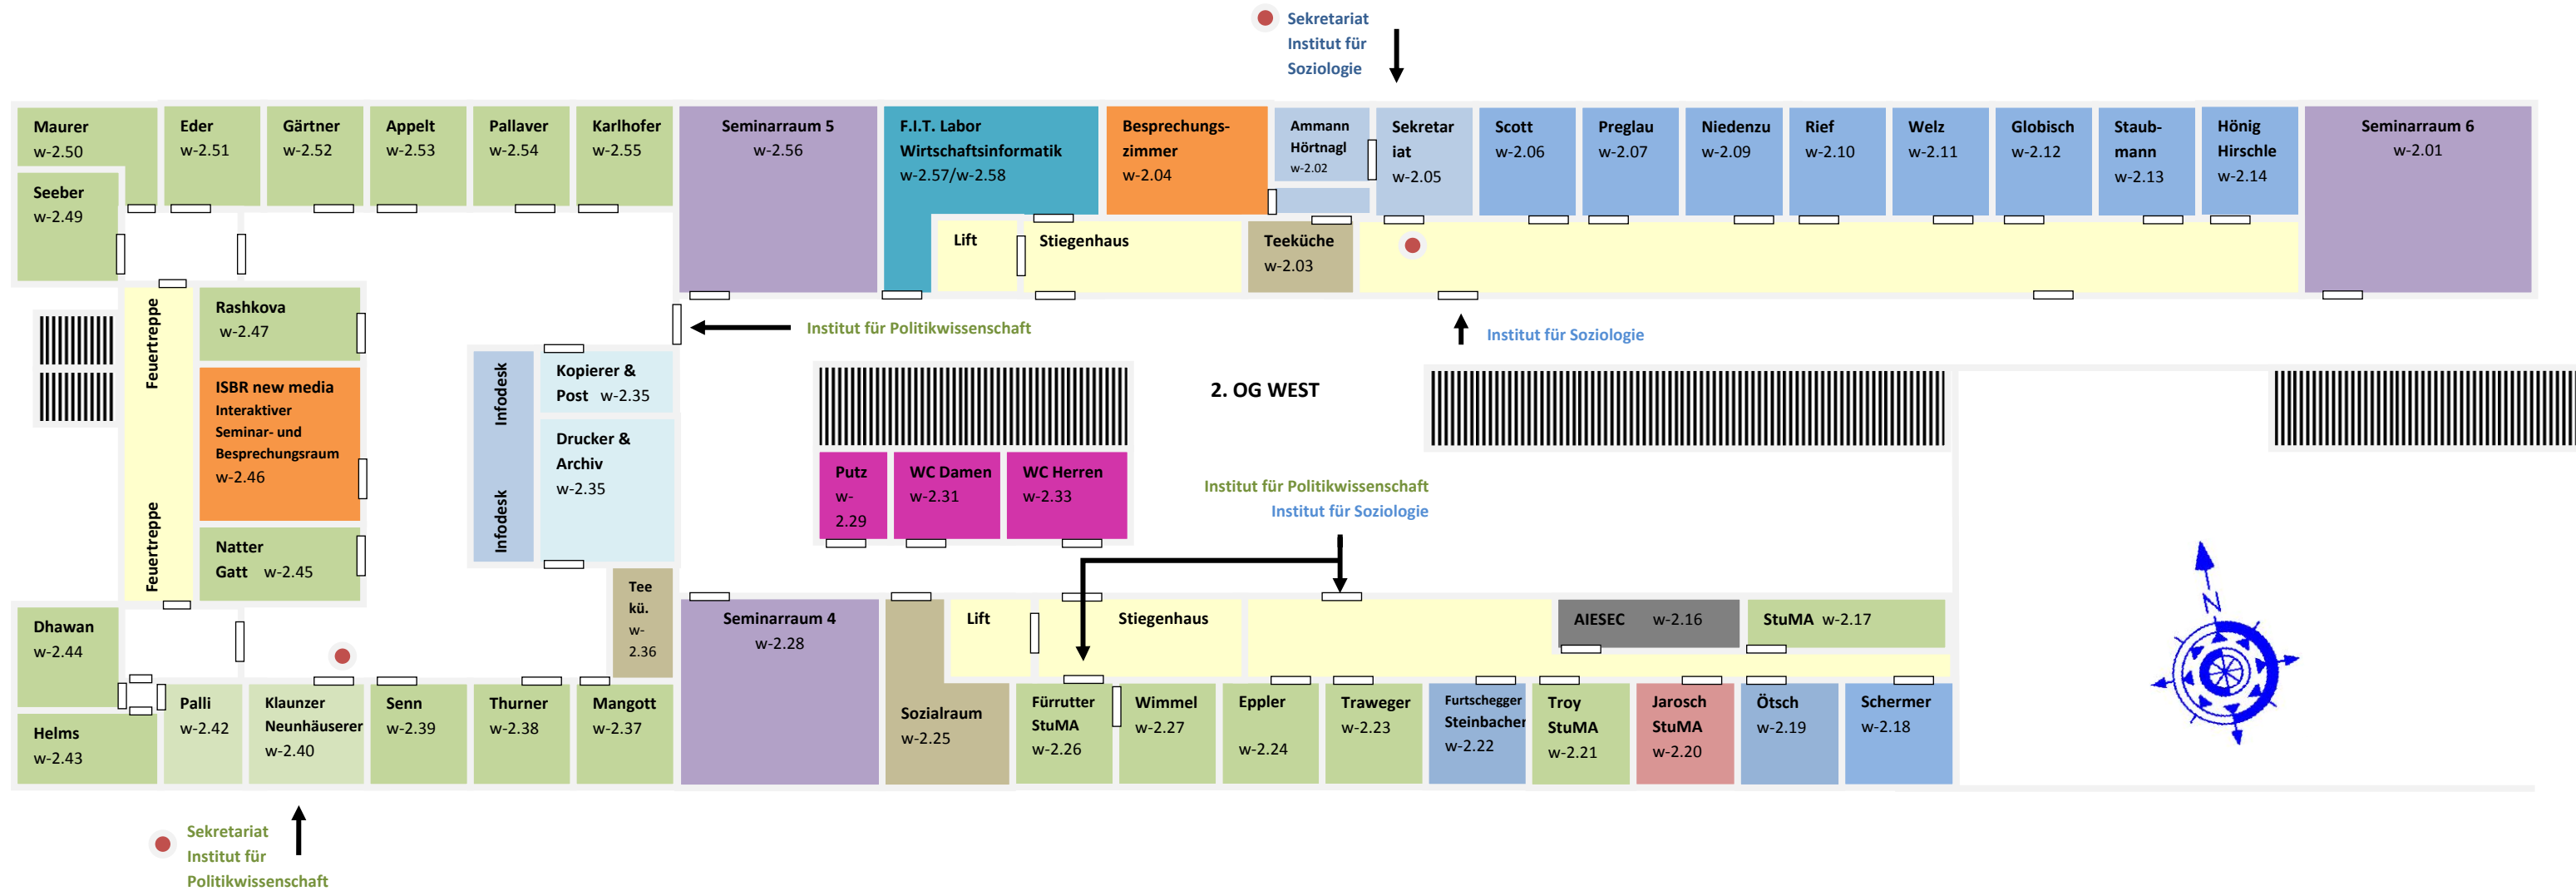 Sekretariat
Institut für
Soziologie
Maurer
w-2.50
Eder
w-2.51
Gärtner
w-2.52
Appelt
w-2.53
Pallaver
w-2.54
Karlhofer
w-2.55
Seminarraum 5
w-2.56
F.I.T. Labor
Wirtschaftsinformatik
w-2.57/w-2.58
Besprechungs-
zimmer
w-2.04
Ammann
Hörtnagl
w-2.02
Sekretar
iat
w-2.05
Scott
w-2.06
Preglau
w-2.07
Niedenzu
w-2.09
Rief
w-2.10
Welz
w-2.11
Globisch
w-2.12
Staub-
mann
w-2.13
Hönig
Hirschle
w-2.14
Seminarraum 6
w-2.01
Seeber
w-2.49
Lift
Stiegenhaus
Teeküche
w-2.03
Feuertreppe
Feuertreppe
Rashkova
w-2.47
ISBR new media
Interaktiver
Seminar- und
Besprechungsraum
w-2.46
Natter
Gatt w-2.45
Infodesk
Infodesk
Kopierer &
Post w-2.35
Drucker &
Archiv
w-2.35
Institut für Politikwissenschaft
Institut für Soziologie
2. OG WEST
Putz
w-
2.29
WC Damen
w-2.31
WC Herren
w-2.33
Institut für Politikwissenschaft
Institut für Soziologie
Tee
kü.
w-
2.36
Dhawan
w-2.44
Helms
w-2.43
Palli
w-2.42
Klaunzer
Neunhäuserer
w-2.40
Senn
w-2.39
Thurner
w-2.38
Mangott
w-2.37
Seminarraum 4
w-2.28
Lift
Stiegenhaus
Sozialraum
w-2.25
Fürrutter
StuMA
w-2.26
Wimmel
w-2.27
Eppler
w-2.24
Traweger
w-2.23
Furtschegger
Steinbacher
w-2.22
AIESEC w-2.16
StuMA w-2.17
Troy
StuMA
w-2.21
Jarosch
StuMA
w-2.20
Ötsch
w-2.19
Schermer
w-2.18
N
Sekretariat
Institut für
Politikwissenschaft